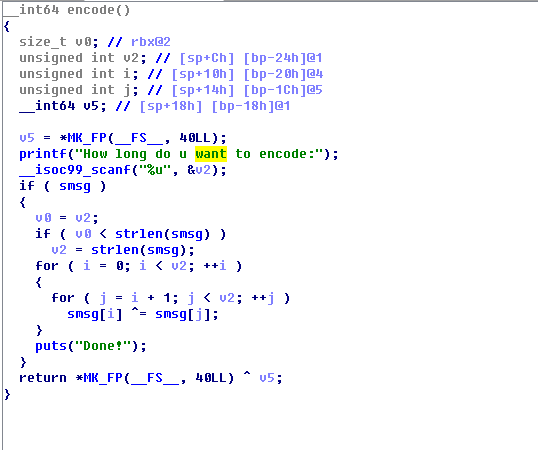 __int64 encode()
{
  size_t v0; // rbx@2
  unsigned int v2; // [sp+Ch] [bp-24h]@1
  unsigned int i; // [sp+10h] [bp-20h]@4
  unsigned int j; // [sp+14h] [bp-1Ch]@5
  __int64 v5; // [sp+18h] [bp-18h]@1

  v5 = *MK_FP(__FS__, 40LL);
  printf("How long do u want to encode:");
  __isoc99_scanf("%u", &v2);
  if ( smsg )
  {
    v0 = v2;
    if ( v0 < strlen(smsg) )
      v2 = strlen(smsg);
    for ( i = 0; i < v2; ++i )
    {
      for ( j = i + 1; j < v2; ++j )
        smsg[i] ^= smsg[j];
    }
    puts("Done!");
  }
  return *MK_FP(__FS__, 40LL) ^ v5;
}